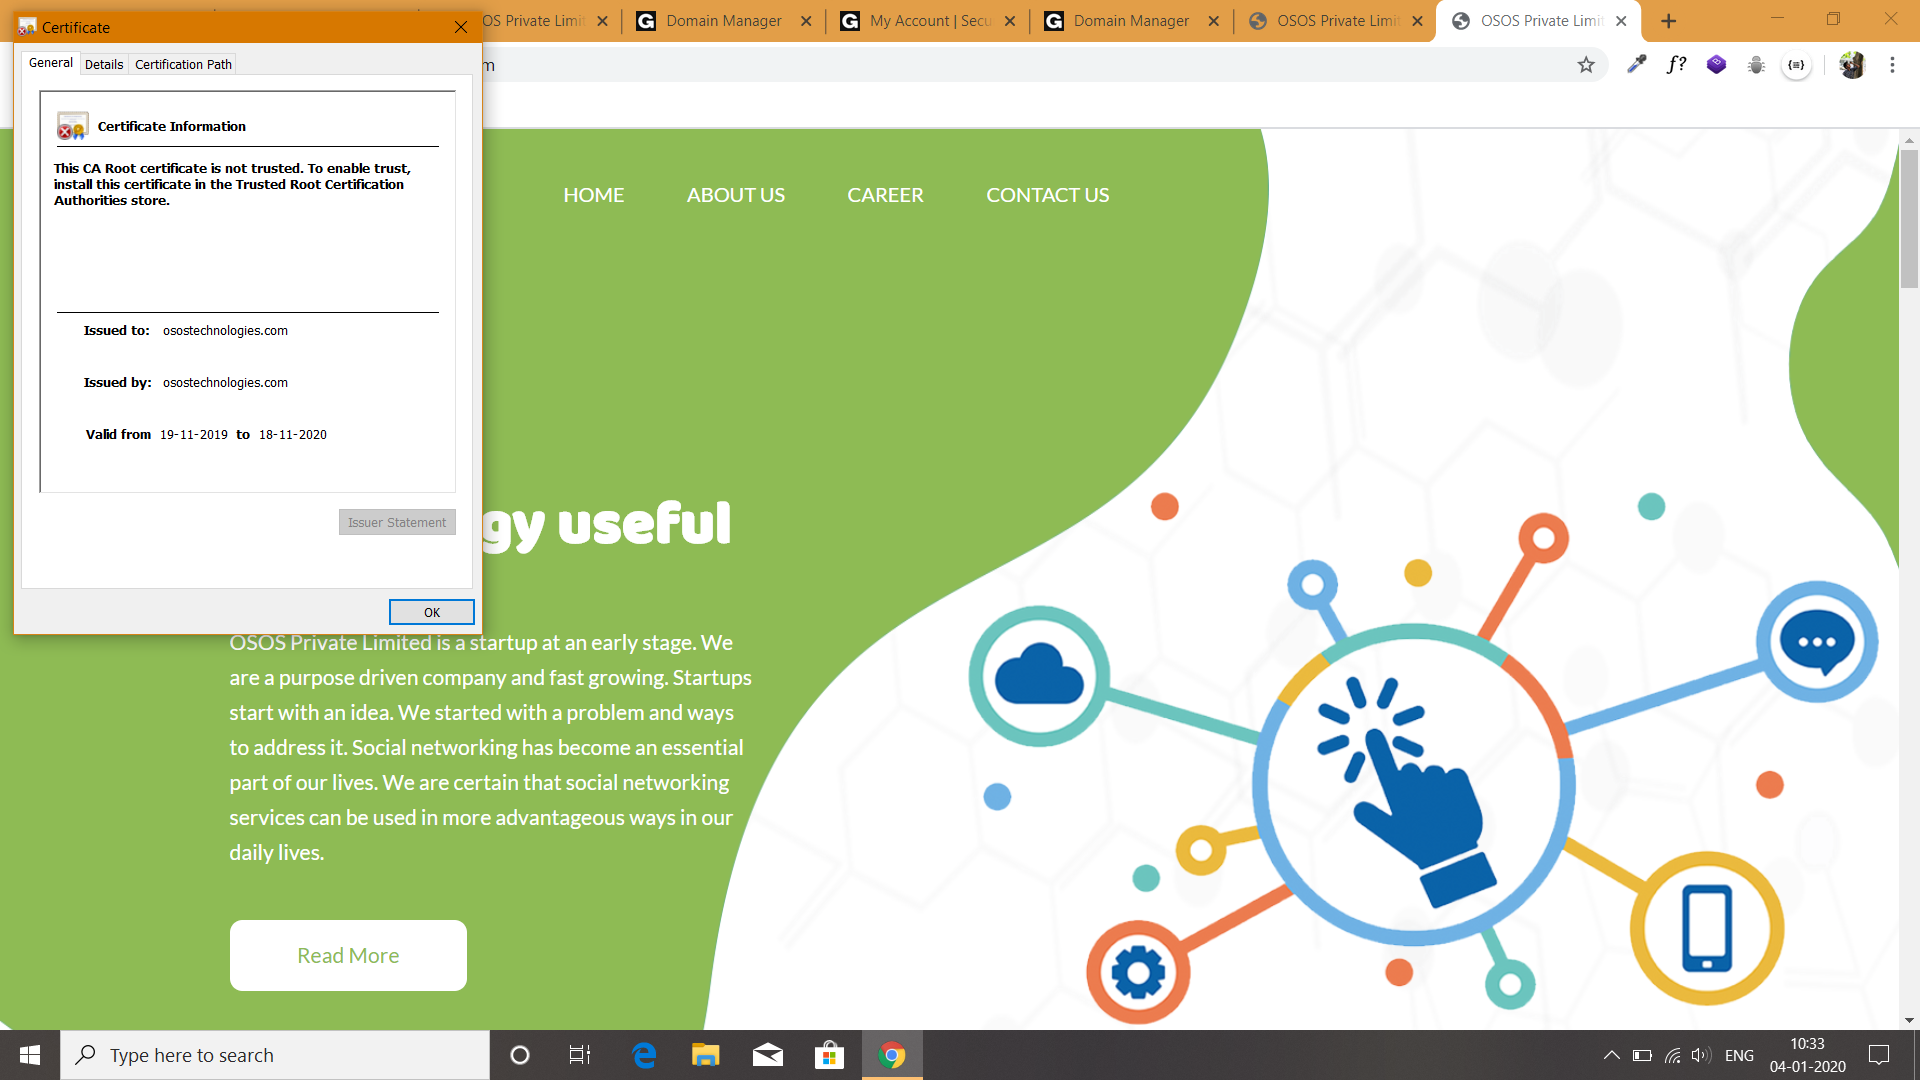 Certificate
OSOS Private Limit
Domain Manager
My Account | Secu
Domain Manager
OSOS Private Limit
OSOS Private Limit
m
f?
General
Details
Certification Path
Certificate Information
This CA Root certificate is not trusted. To enable trust,
install this certificate in the Trusted Root Certification
Authorities store.
Issued to: osostechnologies.com
Issued by: osostechnologies.com
Valid from 19-11-2019 to 18-11-2020
Issuer Statement
OK
HOME
ABOUT US
CAREER
CONTACT US
gy useful
OSOS Private Limited is a startup at an early stage. We
are a purpose driven company and fast growing. Startups
start with an idea. We started with a problem and ways
to address it. Social networking has become an essential
part of our lives. We are certain that social networking
services can be used in more advantageous ways in our
daily lives.
Read More
Type here to search
ENG
10:33
04-01-2020